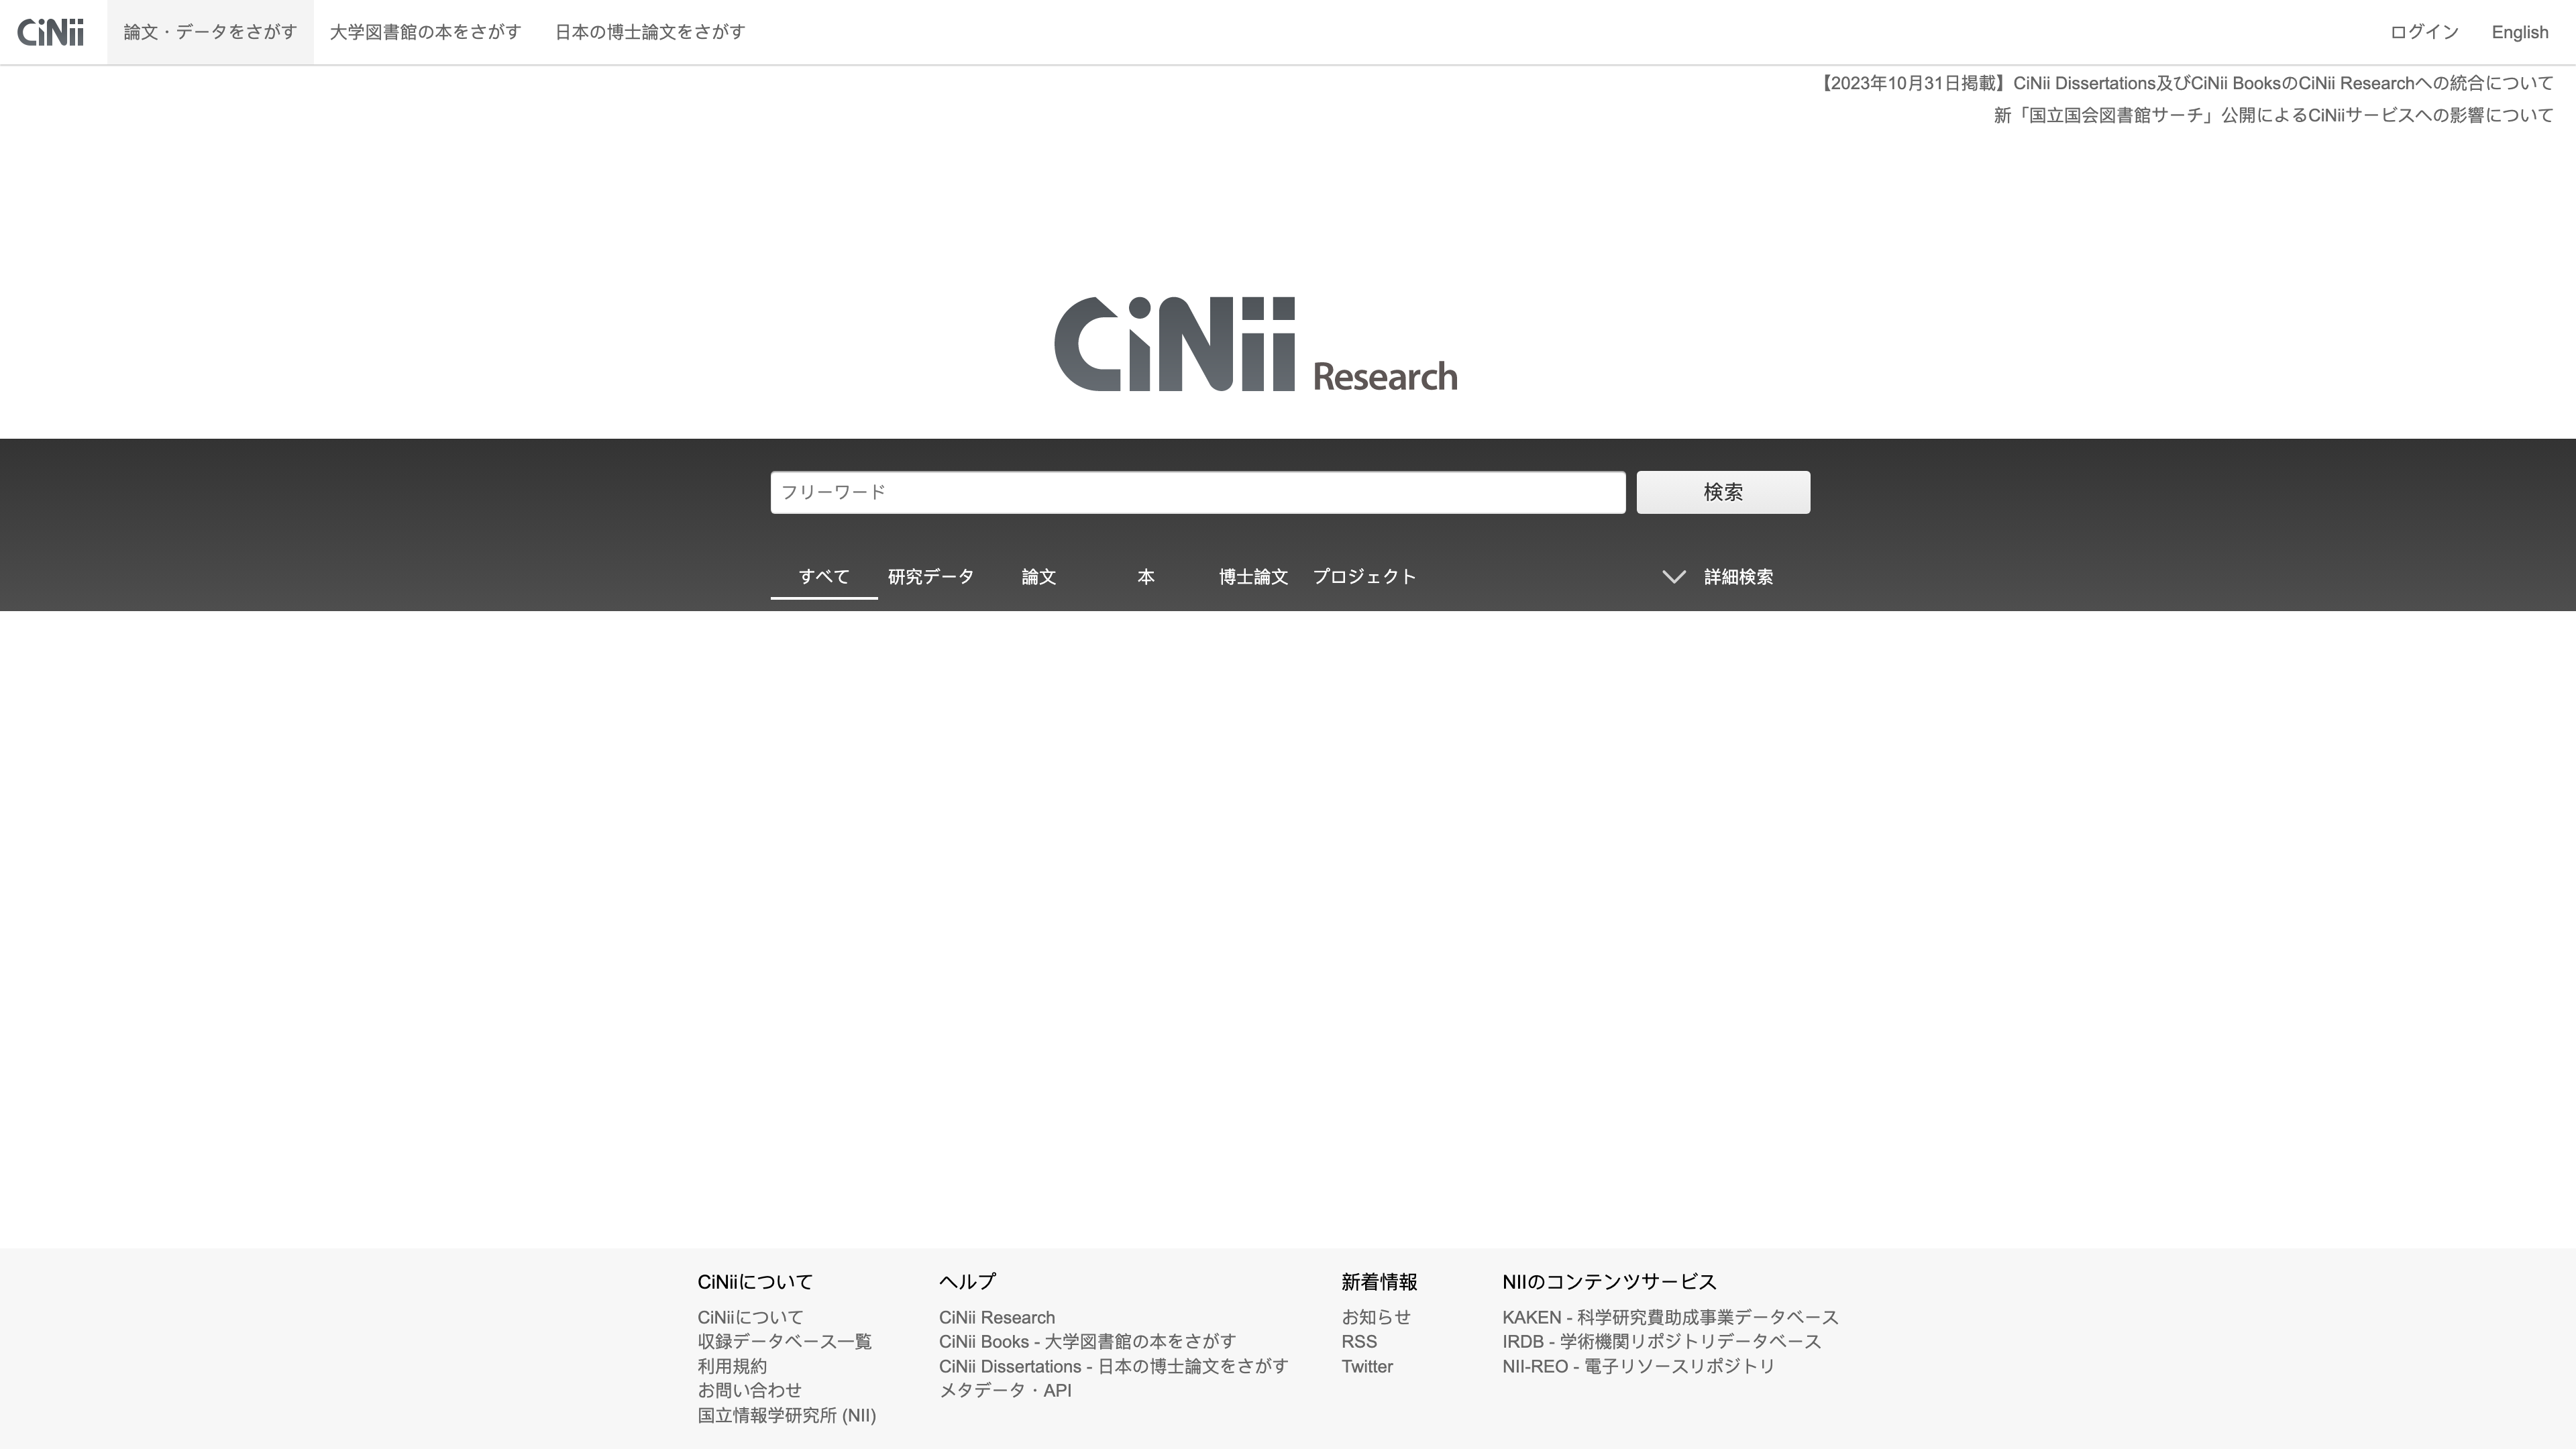 CiNii 論文・データをさがす 大学図書館の本をさがす 日本の博士論文をさがす ログイン English
【2023年10月31日掲載】CiNii Dissertations及びCiNii BooksのCiNii Researchへの統合について
新「国立国会図書館サーチ」公開によるCiNiiサービスへの影響について
CiNii Research
フリーワード 検索
すべて 研究データ 論文 本 博士論文 プロジェクト 詳細検索
CiNiiについて
CiNiiについて
収録データベース一覧
利用規約
お問い合わせ
国立情報学研究所 (NII)
ヘルプ
CiNii Research
CiNii Books - 大学図書館の本をさがす
CiNii Dissertations - 日本の博士論文をさがす
メタデータ・API
新着情報
お知らせ
RSS
Twitter
NIIのコンテンツサービス
KAKEN - 科学研究費助成事業データベース
IRDB - 学術機関リポジトリデータベース
NII-REO - 電子リソースリポジトリ